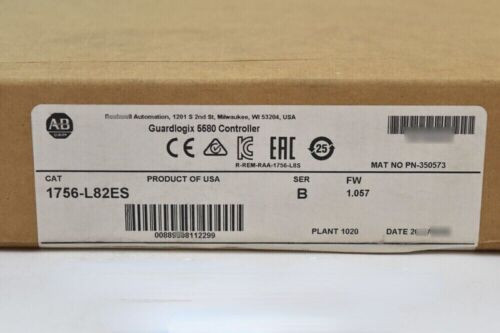 Rockwell Automation, 1201 S 2nd St, Milwaukee, WI 53204, USA
Guardlogix 5580 Controller
A-B
CE
EAC
25
R-REM-RAA-1756-L8S
MAT NO PN-350573
CAT
PRODUCT OF USA
SER
FW
1756-L82ES
B
1.057
PLANT 1020
DATE